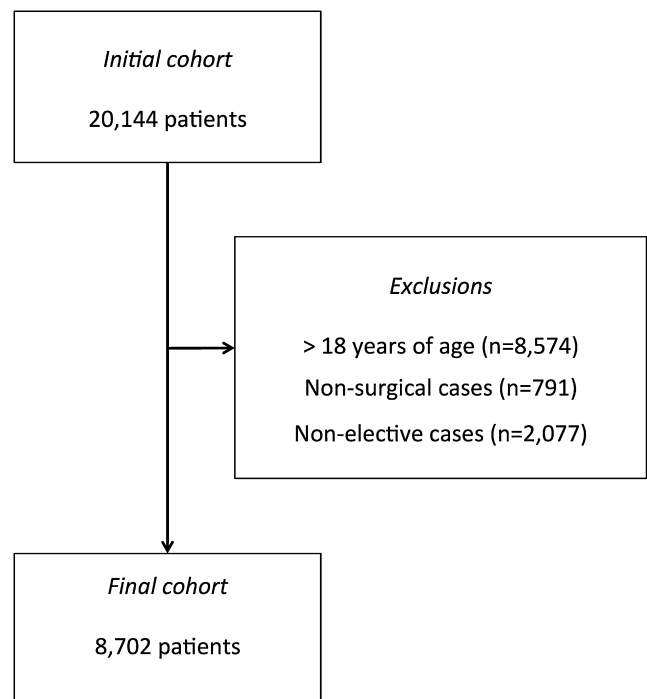 Initial cohort
20,144 patients
Exclusions
> 18 years of age (n=8,574)
Non-surgical cases (n=791)
Non-elective cases (n=2,077)
Final cohort
8,702 patients